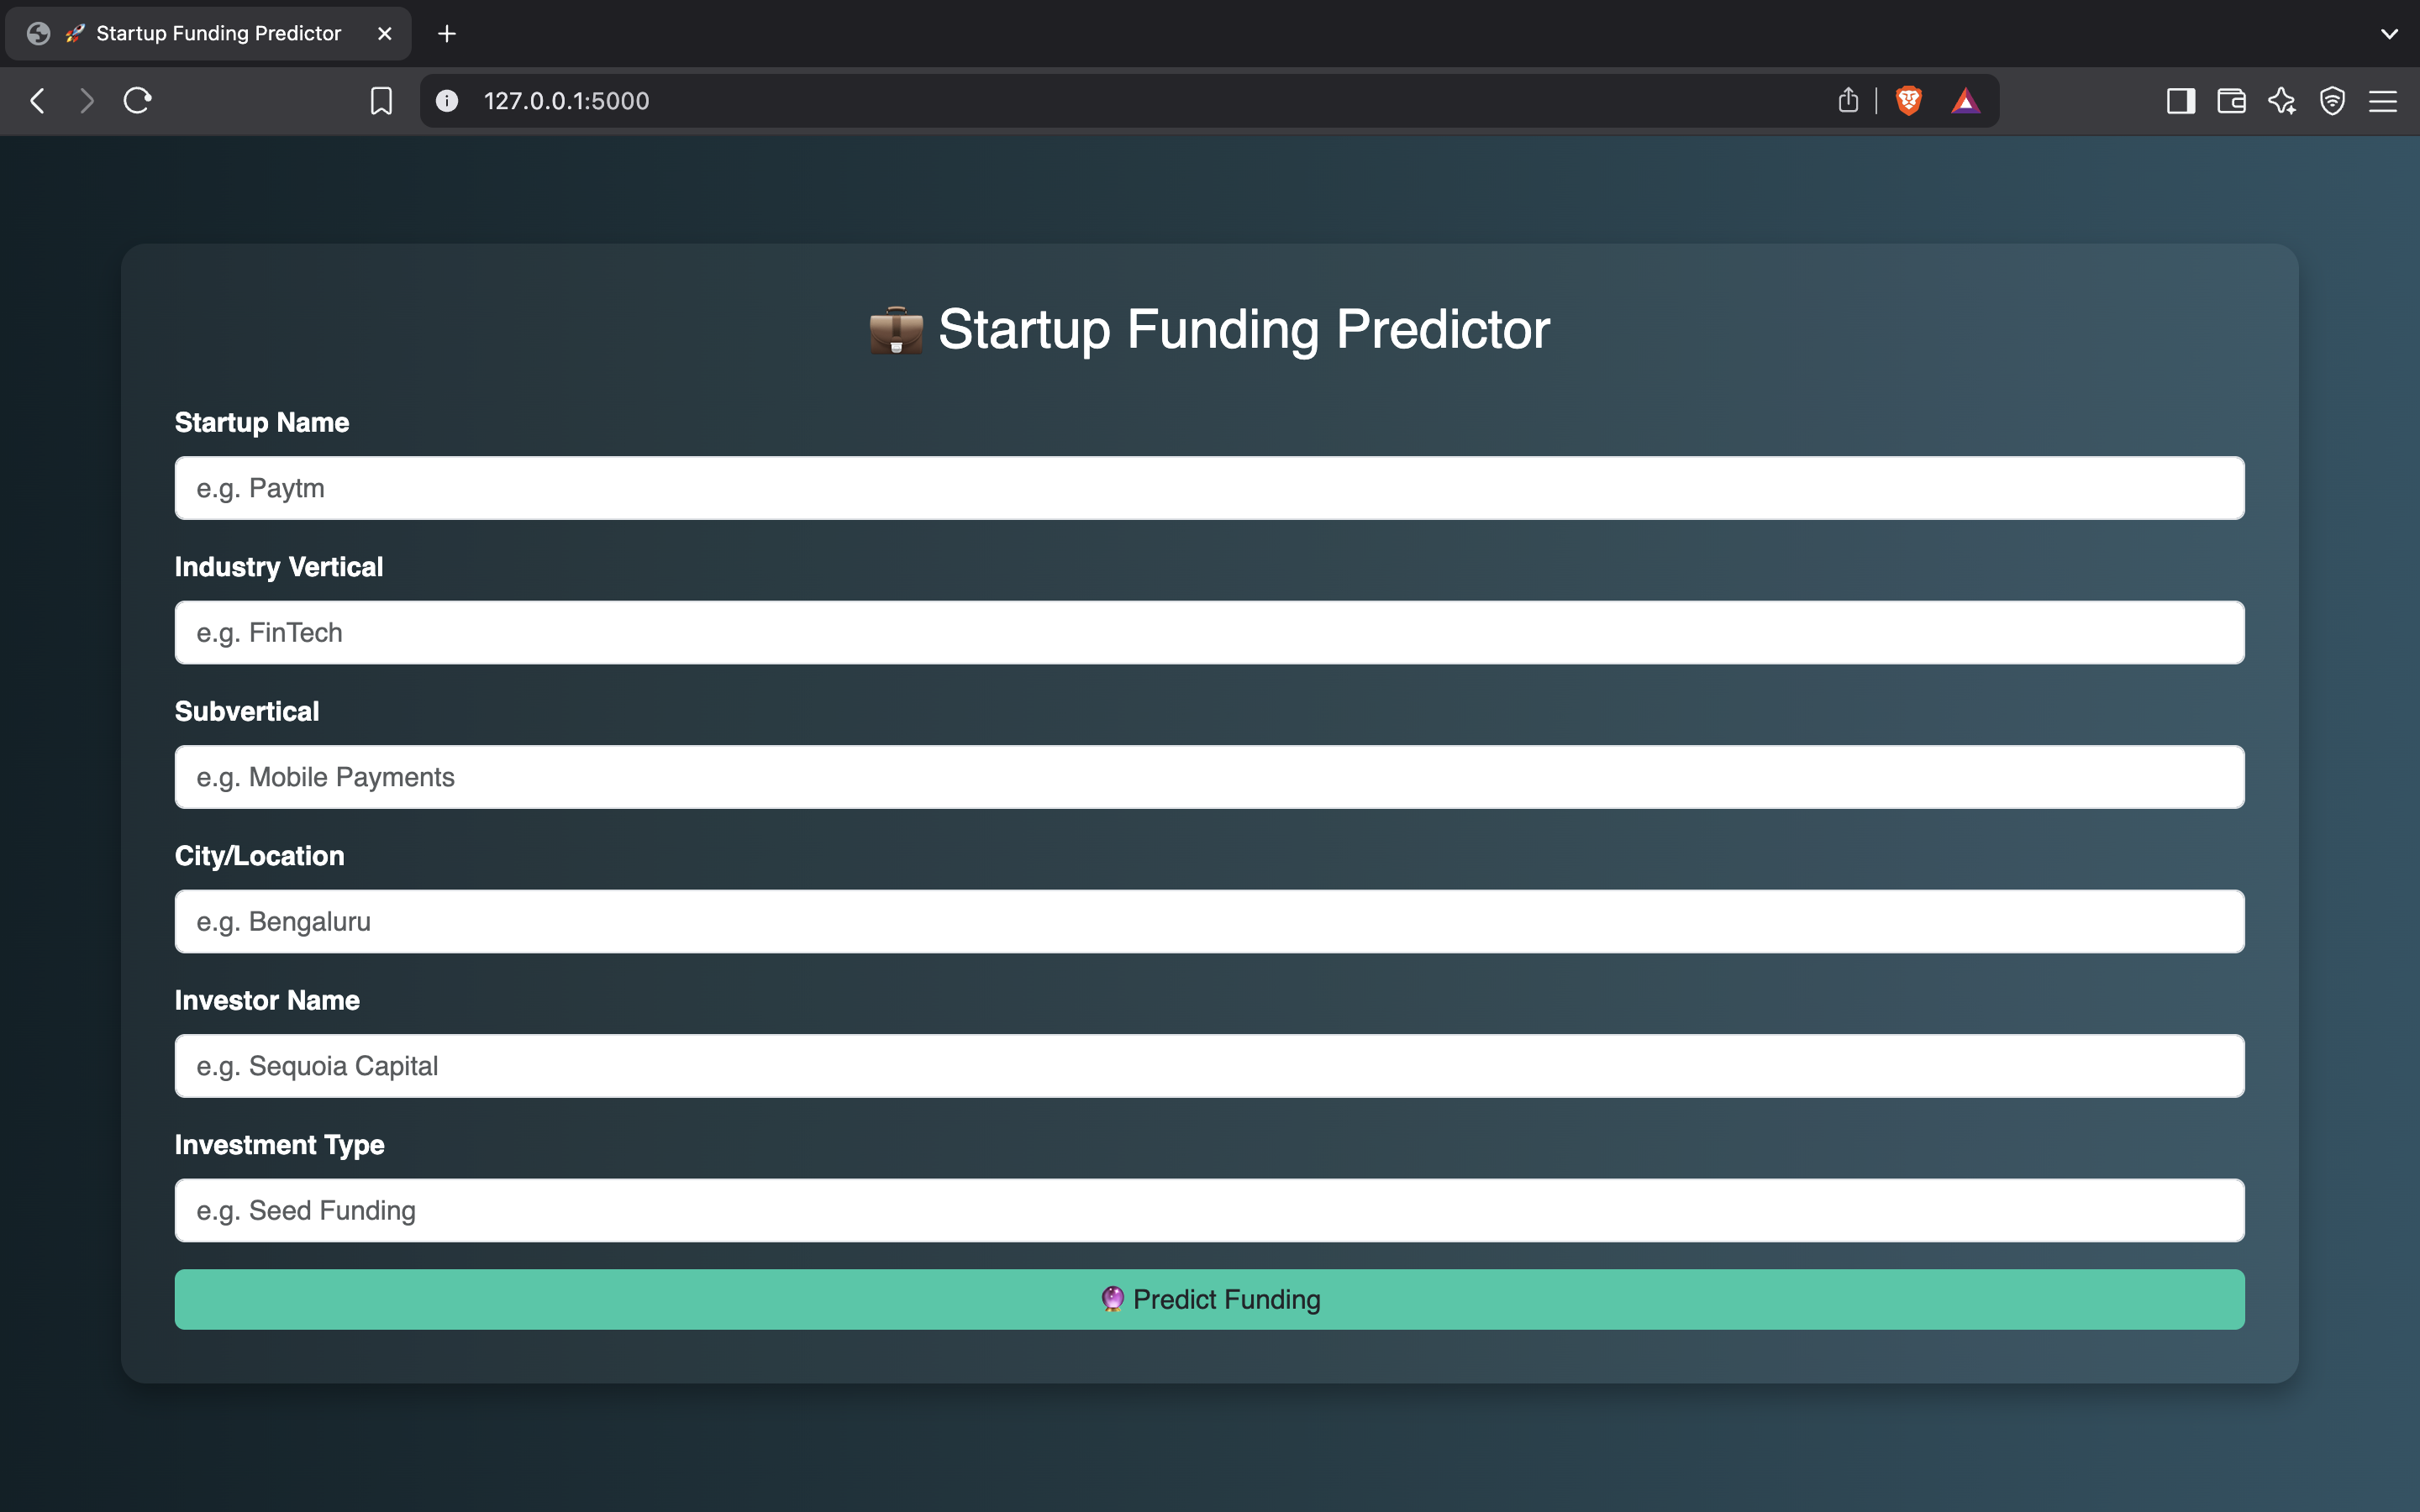 🚀 Startup Funding Predictor
127.0.0.1:5000
💼 Startup Funding Predictor
Startup Name
e.g. Paytm
Industry Vertical
e.g. FinTech
Subvertical
e.g. Mobile Payments
City/Location
e.g. Bengaluru
Investor Name
e.g. Sequoia Capital
Investment Type
e.g. Seed Funding
🔮 Predict Funding